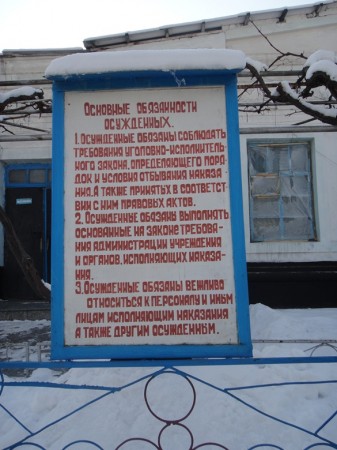 Основные обязанности
осужденных.
1. Осужденные обязаны соблюдать
требования уголовно-исполнитель
ного закона, определяющего поря-
док и условия отбывания наказа
ния. А также принятых в соответст
вии с ним правовых актов.
2. Осужденные обязаны выполнять
основанные на законе требова-
ния администрации учреждения
и органов, исполняющих наказа-
ния.
3. Осужденные обязаны вежливо
относиться к персоналу и иным
лицам исполняющим наказания
а также другим осужденным.